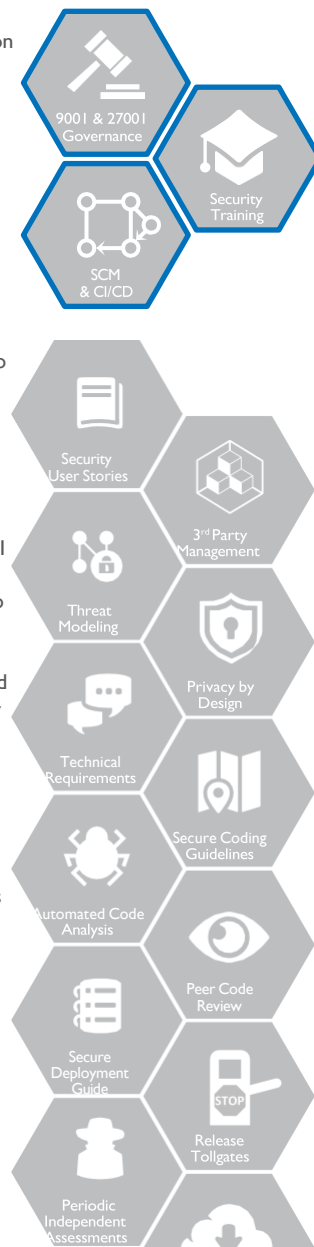 on
9001 & 27001
Governance
Security
Training
SCM
& CI/CD
Security
User Stories
3rd Party
Management
Threat
Modeling
Privacy by
Design
Technical
Requirements
Secure Coding
Guidelines
Automated Code
Analysis
Peer Code
Review
Secure
Deployment
Guide
STOP
Release
Tollgates
Periodic
Independent
Assessments